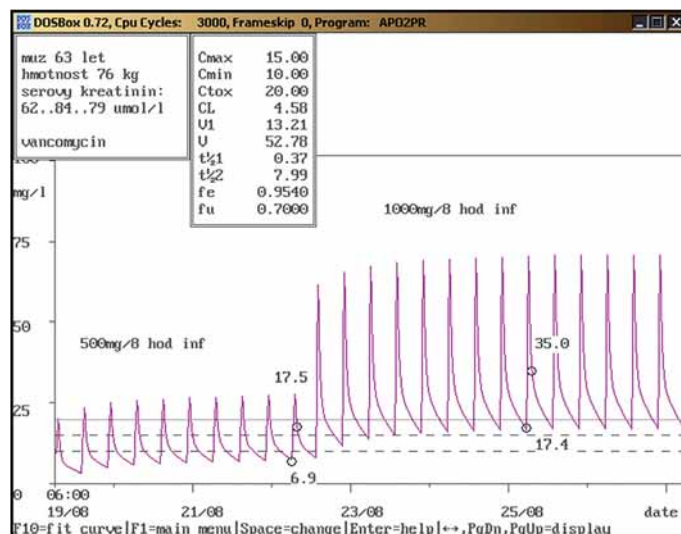 DOSBox 0.72, Cpu Cycles: 3000, Frameskip 0, Program: APO2PR
muz 63 let
hmotnost 76 kg
serovy kreatinin:
62..84..79 umol/l
vancomycin
Cmax 15.00
Cmin 10.00
Ctox 20.00
CL 4.58
V1 13.21
V 52.78
t½1 0.37
t½2 7.99
fe 0.9540
fu 0.7000
mg/l
75
50
25
0
1000mg/8 hod inf
500mg/8 hod inf
17.5
35.0
6.9
17.4
06:00
19/08
21/08
23/08
25/08
date
F10=fit curve|F1=main menu|Space=change|Enter=help|↔,PgDn,PgUp=display